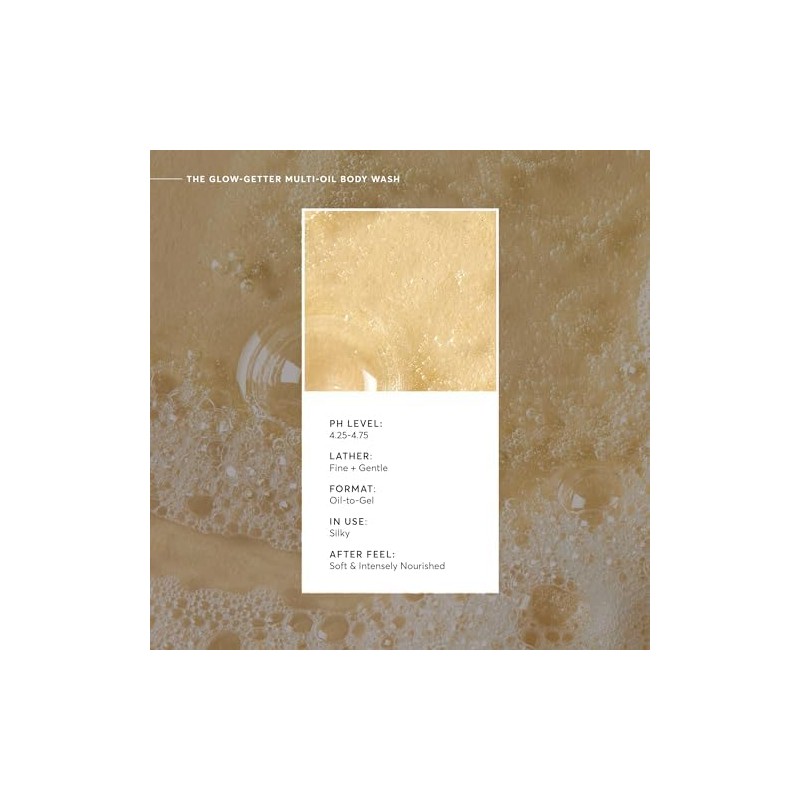 THE GLOW-GETTER MULTI-OIL BODY WASH
PH LEVEL:
4.25-4.75
LATHER:
Fine + Gentle
FORMAT:
Oil-to-Gel
IN USE:
Silky
AFTER FEEL:
Soft & Intensely Nourished